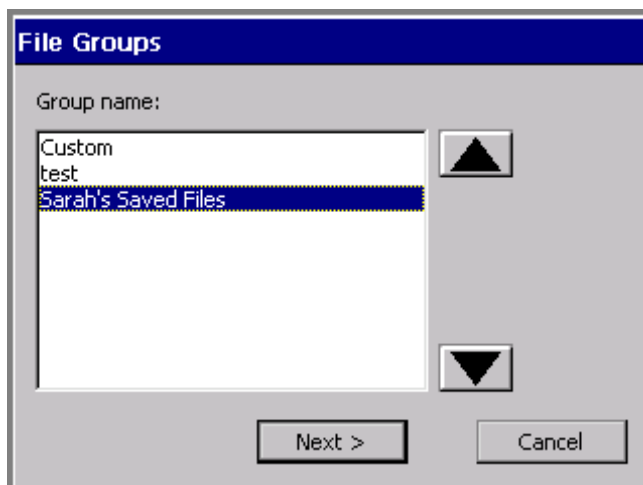 File Groups
Group name:
Custom
test
Sarah's Saved Files
Next >
Cancel